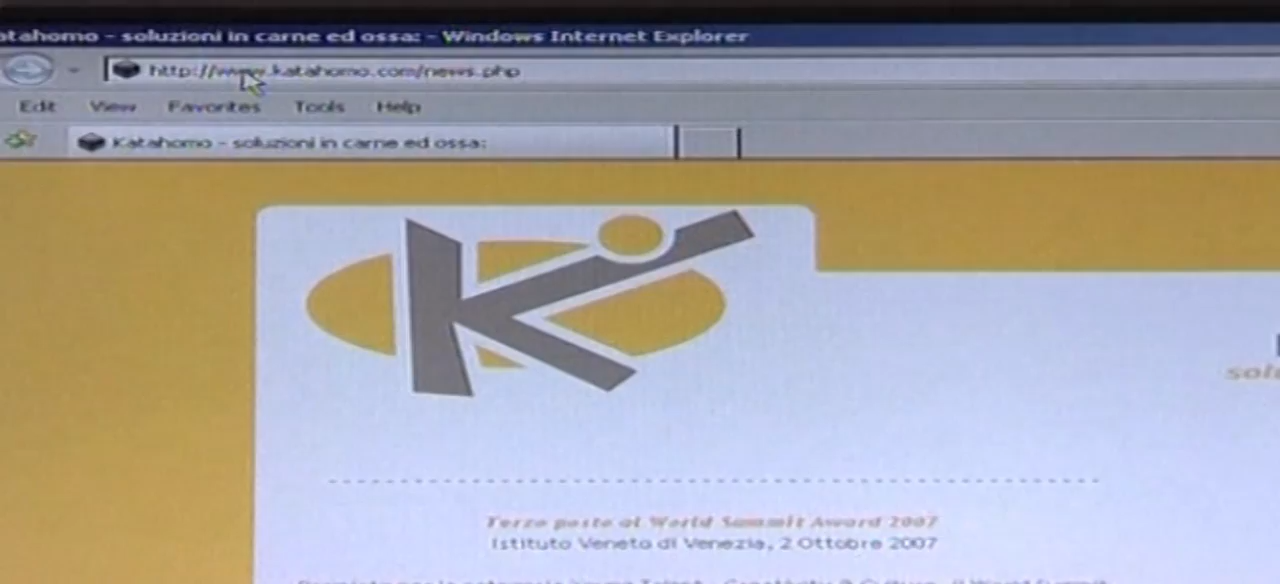 atahomo - soluzioni in carne ed ossa: - Windows Internet Explorer
http://www.katahomo.com/news.php
Edit View Favorites Tools Help
Katahomo - soluzioni in carne ed ossa:
K
solu
Terzo posto al World Summit Award 2007
Istituto Veneto di Venezia, 2 Ottobre 2007